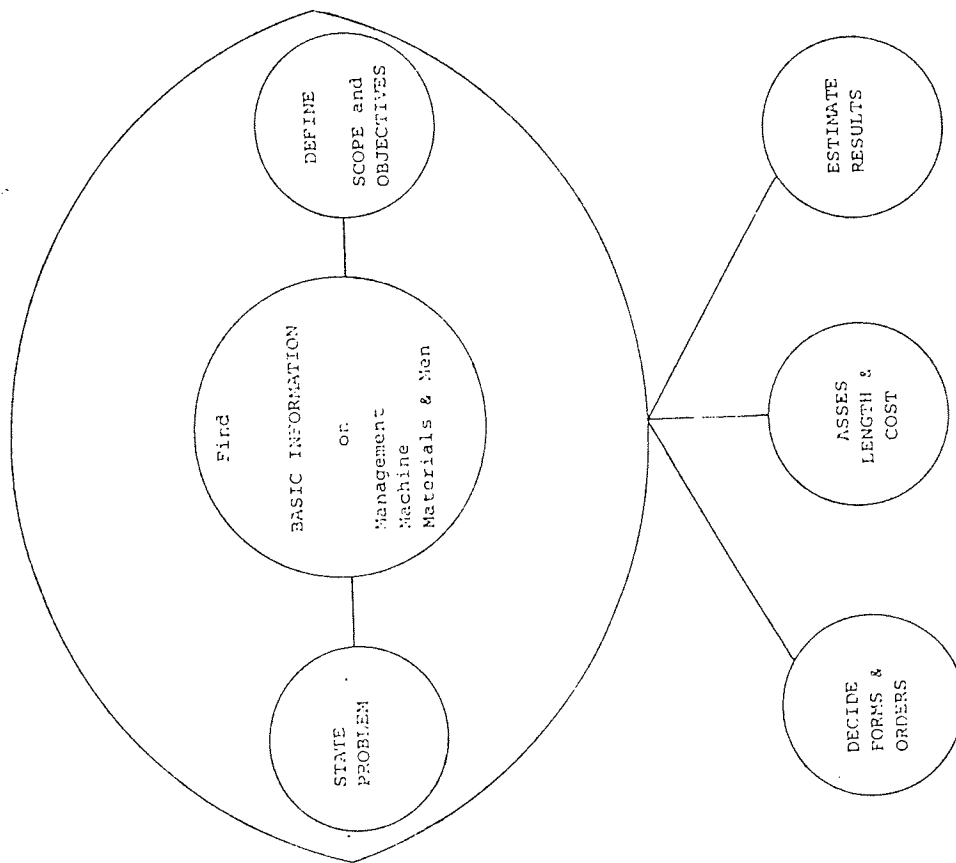 STATE
PROBLEM
Find
BASIC INFORMATION
on
Management
Machine
Materials & Men
DEFINE
SCOPE and
OBJECTIVES
DECIDE
FORMS &
ORDERS
ASSES
LENGTH &
COST
ESTIMATE
RESULTS